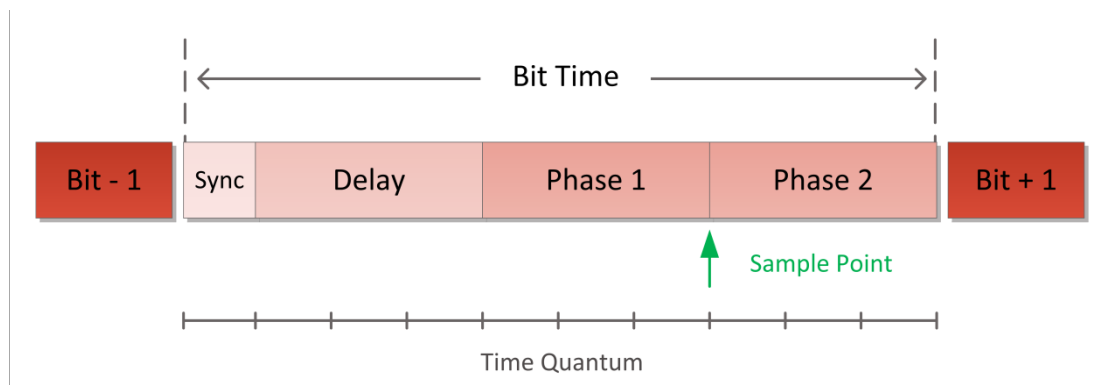 Bit Time
Bit - 1
Sync
Delay
Phase 1
Phase 2
Bit + 1
Sample Point
Time Quantum